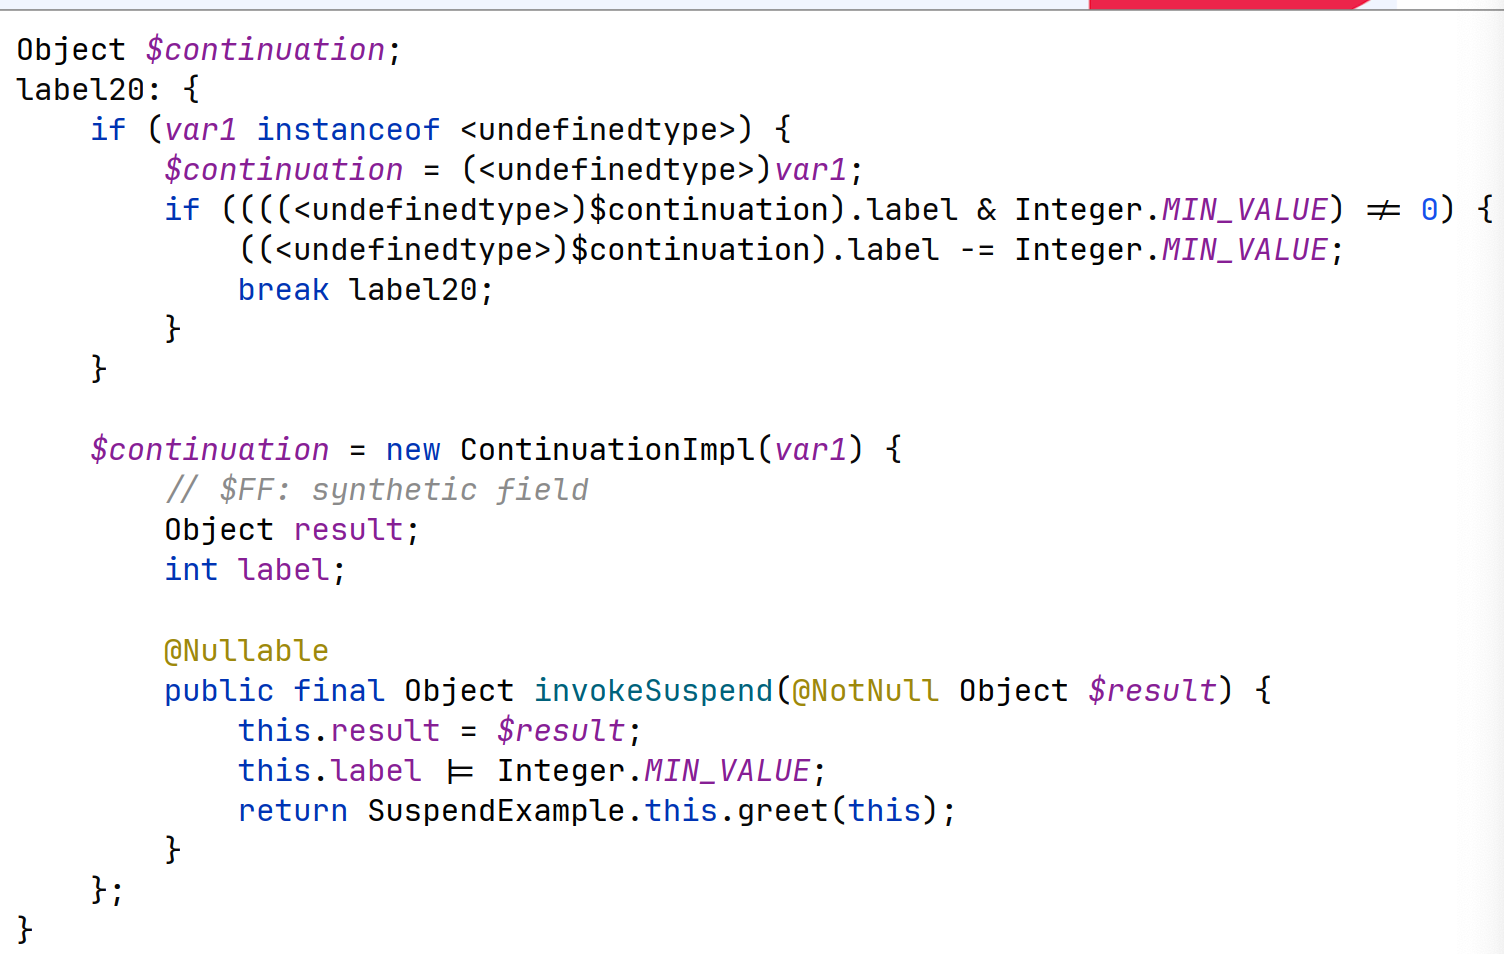 Object $continuation;
label20: {
    if (var1 instanceof <undefinedtype>) {
        $continuation = (<undefinedtype>)var1;
        if ((((<undefinedtype>)$continuation).label & Integer.MIN_VALUE) != 0) {
            ((<undefinedtype>)$continuation).label -= Integer.MIN_VALUE;
            break label20;
        }
    }

    $continuation = new ContinuationImpl(var1) {
        // $FF: synthetic field
        Object result;
        int label;

        @Nullable
        public final Object invokeSuspend(@NotNull Object $result) {
            this.result = $result;
            this.label |= Integer.MIN_VALUE;
            return SuspendExample.this.greet(this);
        }
    };
}